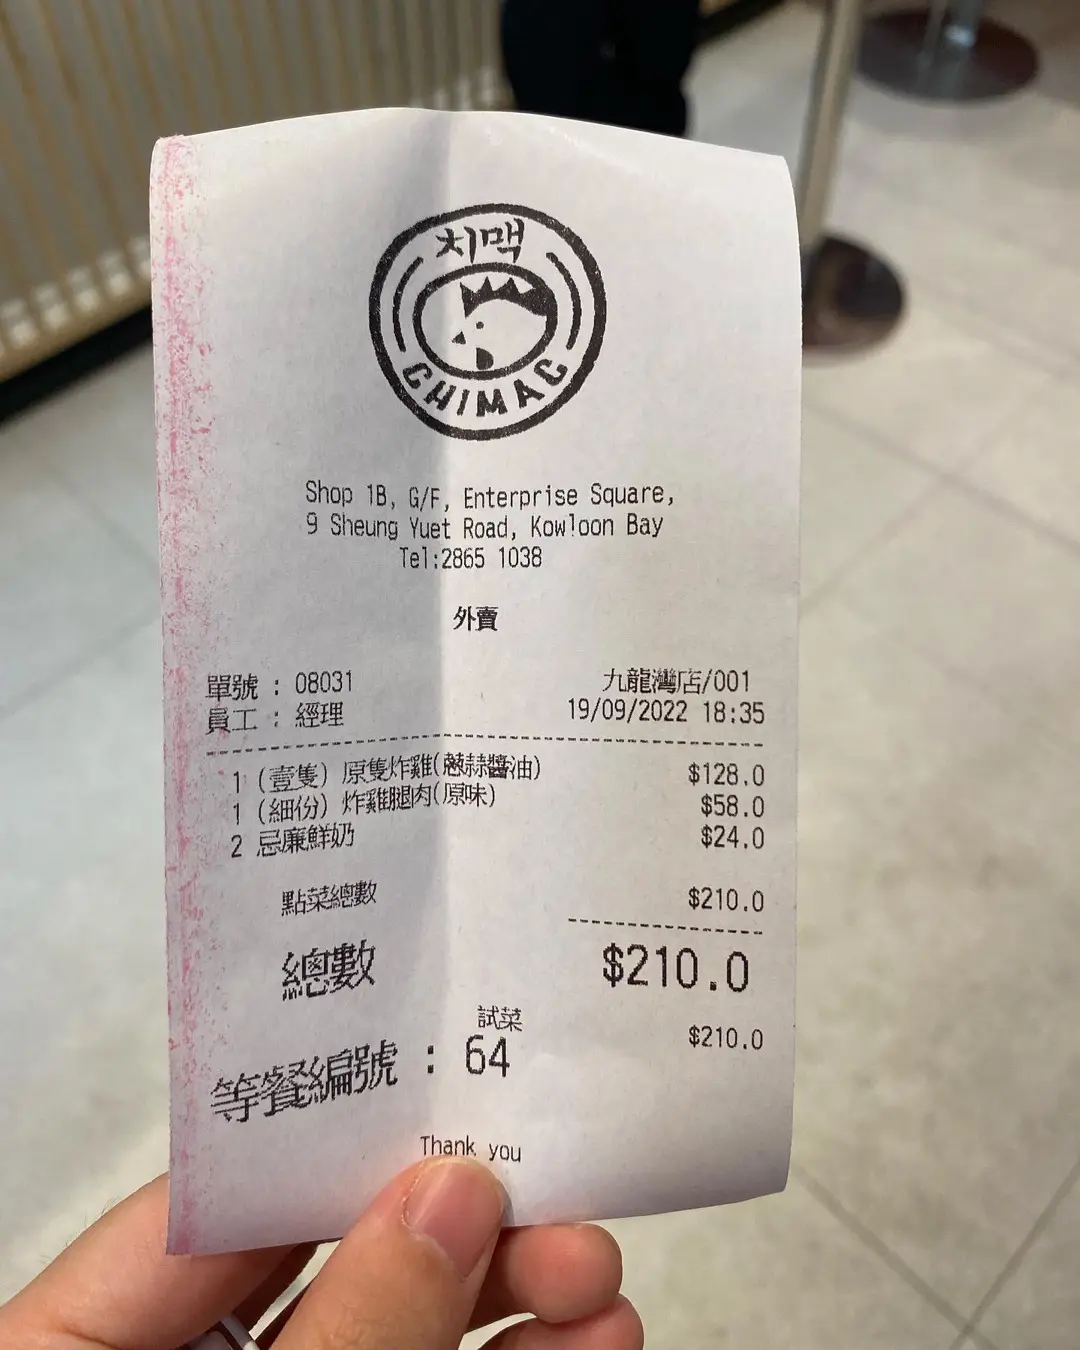 치맥
CHIMAC
Shop 1B, G/F, Enterprise Square,
9 Sheung Yuet Road, Kowloon Bay
Tel:2865 1038
外賣
單號 : 08031 九龍灣店/001
員工 : 經理 19/09/2022 18:35
1 (壹隻) 原隻炸雞(蔥蒜醬油) $128.0
1 (細份) 炸雞腿肉(原味) $58.0
2 忌廉鮮奶 $24.0
點菜總數 $210.0
總數 $210.0
試菜 $210.0
等餐編號 : 64
Thank you